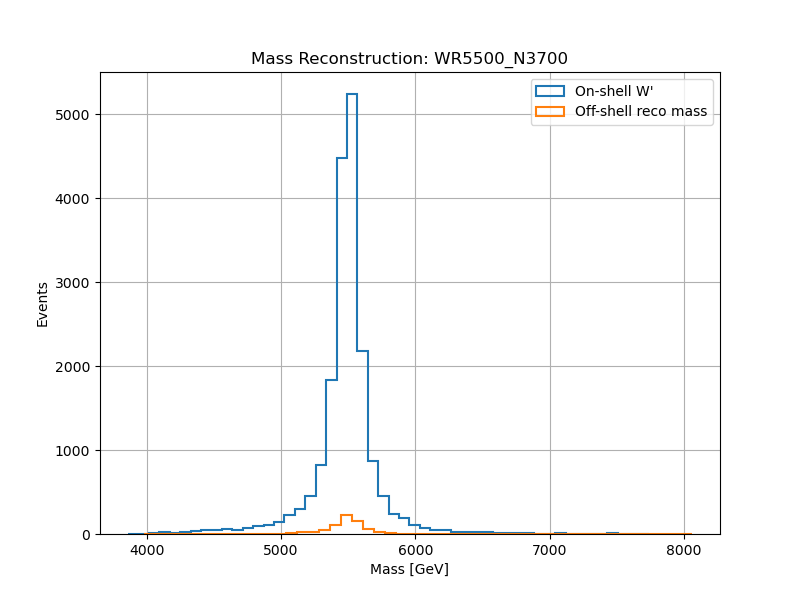 Mass Reconstruction: WR5500_N3700
On-shell W'
Off-shell reco mass
Events
5000
4000
3000
2000
1000
0
4000 5000 6000 7000 8000
Mass [GeV]